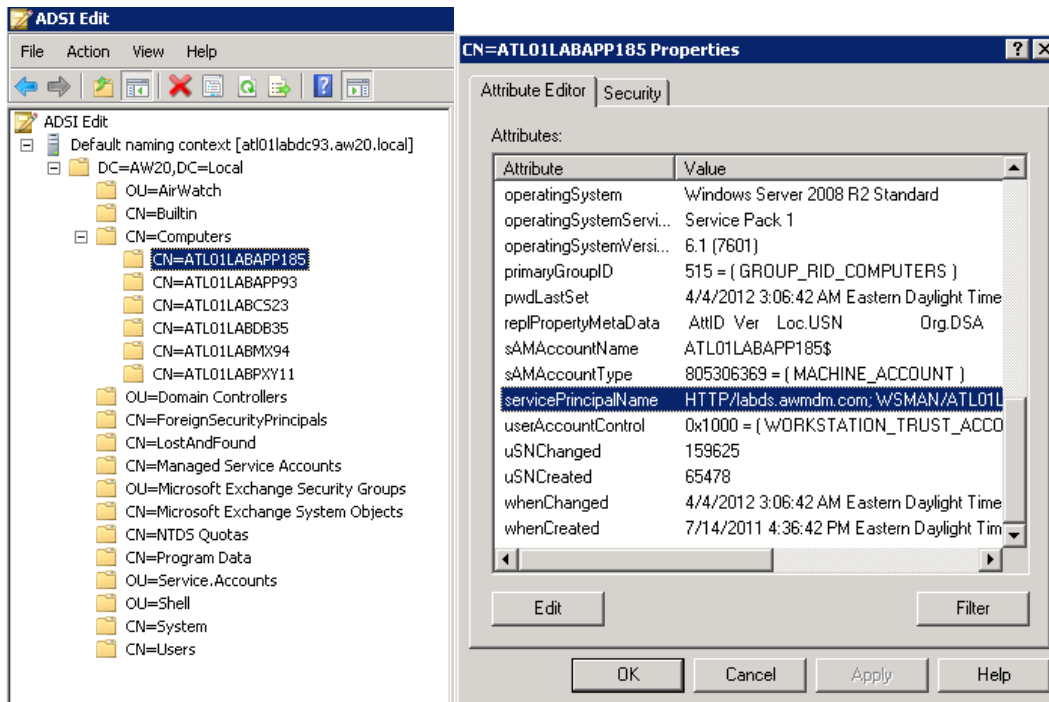 ADSI Edit
File Action View Help
ADSI Edit
Default naming context [atl01labdc93.aw20.local]
DC=AW20,DC=Local
OU=AirWatch
CN=Builtin
CN=Computers
CN=ATL01LABAPP185
CN=ATL01LABAPP93
CN=ATL01LABCS23
CN=ATL01LABDB35
CN=ATL01LABMX94
CN=ATL01LABPXY11
OU=Domain Controllers
CN=ForeignSecurityPrincipals
CN=LostAndFound
CN=Managed Service Accounts
OU=Microsoft Exchange Security Groups
CN=Microsoft Exchange System Objects
CN=NTDS Quotas
CN=Program Data
OU=Service.Accounts
OU=Shell
CN=System
CN=Users
CN=ATL01LABAPP185 Properties
Attribute Editor Security
Attributes:
Attribute Value
operatingSystem Windows Server 2008 R2 Standard
operatingSystemServi... Service Pack 1
operatingSystemVersi... 6.1 (7601)
primaryGroupID 515 = ( GROUP_RID_COMPUTERS )
pwdLastSet 4/4/2012 3:06:42 AM Eastern Daylight Time
replPropertyMetaData AttID Ver Loc.USN Org.DSA
sAMAccountName ATL01LABAPP185$
sAMAccountType 805306369 = ( MACHINE_ACCOUNT )
servicePrincipalName HTTP/labds.awmdm.com; WSMAN/ATL01L
userAccountControl 0x1000 = ( WORKSTATION_TRUST_ACCO
uSNChanged 159625
uSNCreated 65478
whenChanged 4/4/2012 3:06:42 AM Eastern Daylight Time
whenCreated 7/14/2011 4:36:42 PM Eastern Daylight Tim
Edit Filter
OK Cancel Apply Help